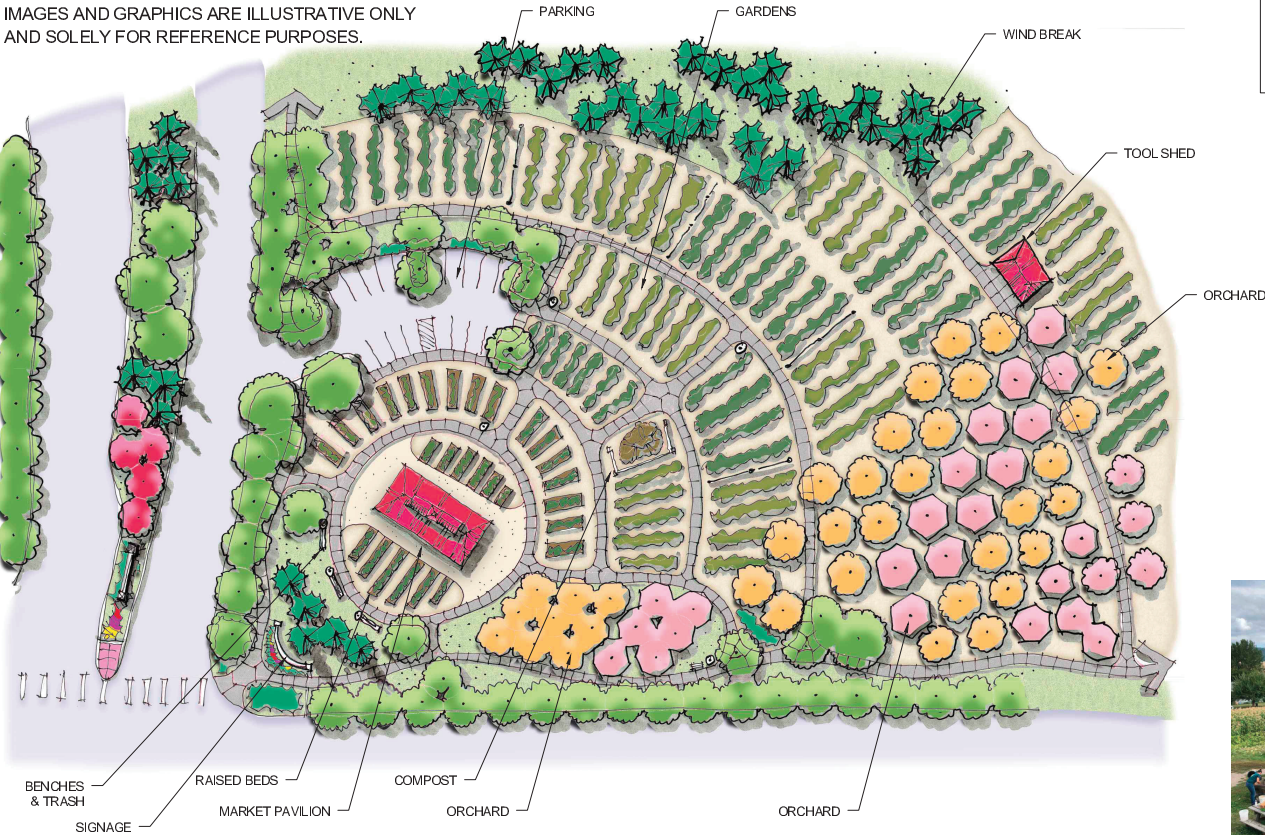 IMAGES AND GRAPHICS ARE ILLUSTRATIVE ONLY
AND SOLELY FOR REFERENCE PURPOSES.
PARKING
GARDENS
WIND BREAK
TOOL SHED
ORCHARD
BENCHES
& TRASH
RAISED BEDS
COMPOST
MARKET PAVILION
ORCHARD
ORCHARD
SIGNAGE